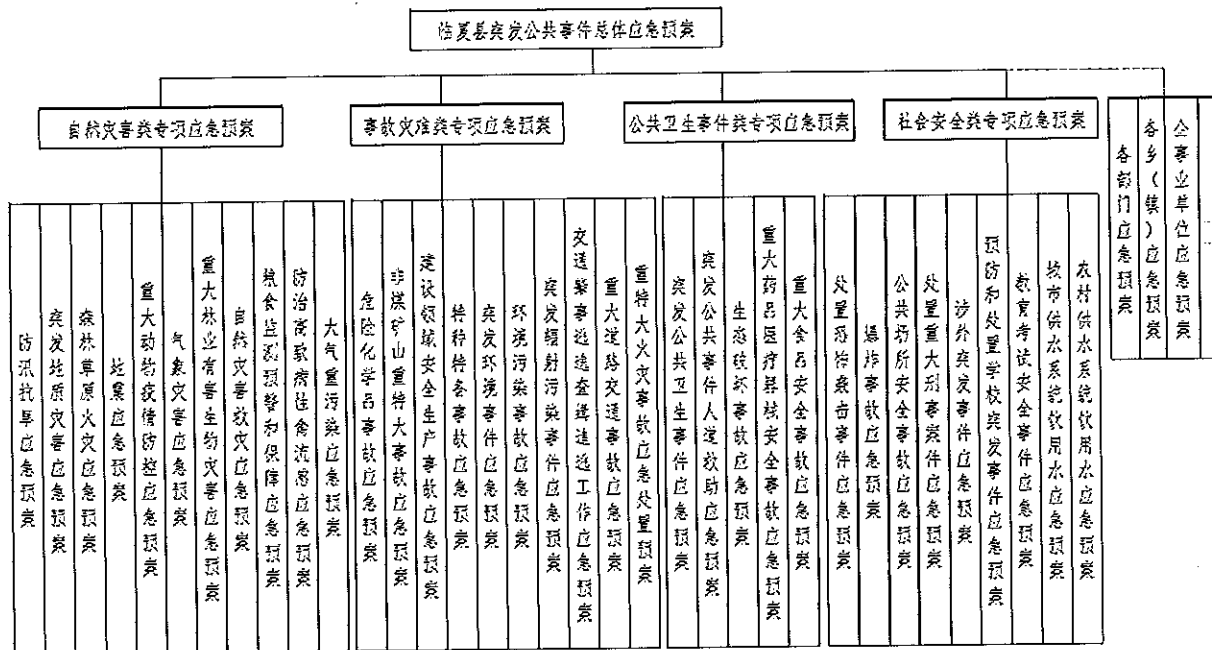 临夏县突发公共事件总体应急预案
自然灾害类专项应急预案
事故灾难类专项应急预案
公共卫生事件类专项应急预案
社会安全类专项应急预案
各部门应急预案
各乡(镇)应急预案
企事业单位应急预案
防汛抗旱应急预案
突发地质灾害应急预案
森林草原火灾应急预案
地震应急预案
重大动物疫情防控应急预案
气象灾害应急预案
重大林业有害生物灾害应急预案
自然灾害救灾应急预案
粮食监测预警和保障应急预案
防治高致病性禽流感应急预案
大气重污染应急预案
危险化学品事故应急预案
非煤矿山重特大事故应急预案
建设领域安全生产事故应急预案
特种特备事故应急预案
突发环境事件应急预案
环境污染事故应急预案
突发辐射污染事件应急预案
交通肇事逃逸查缉追逃工作应急预案
重大道路交通事故应急预案
重特大火灾事故应急处置预案
突发公共卫生事件应急预案
突发公共事件人道救助应急预案
生态破坏事故应急预案
重大药品医疗器械安全事故应急预案
重大食品安全事故应急预案
处置恐怖袭击事件应急预案
爆炸事故应急预案
公共场所安全事故应急预案
处置重大刑事案件应急预案
涉外突发事件应急预案
预防和处置学校突发事件应急预案
教育考试安全事件应急预案
城市供水系统饮用水应急预案
农村供水系统饮用水应急预案